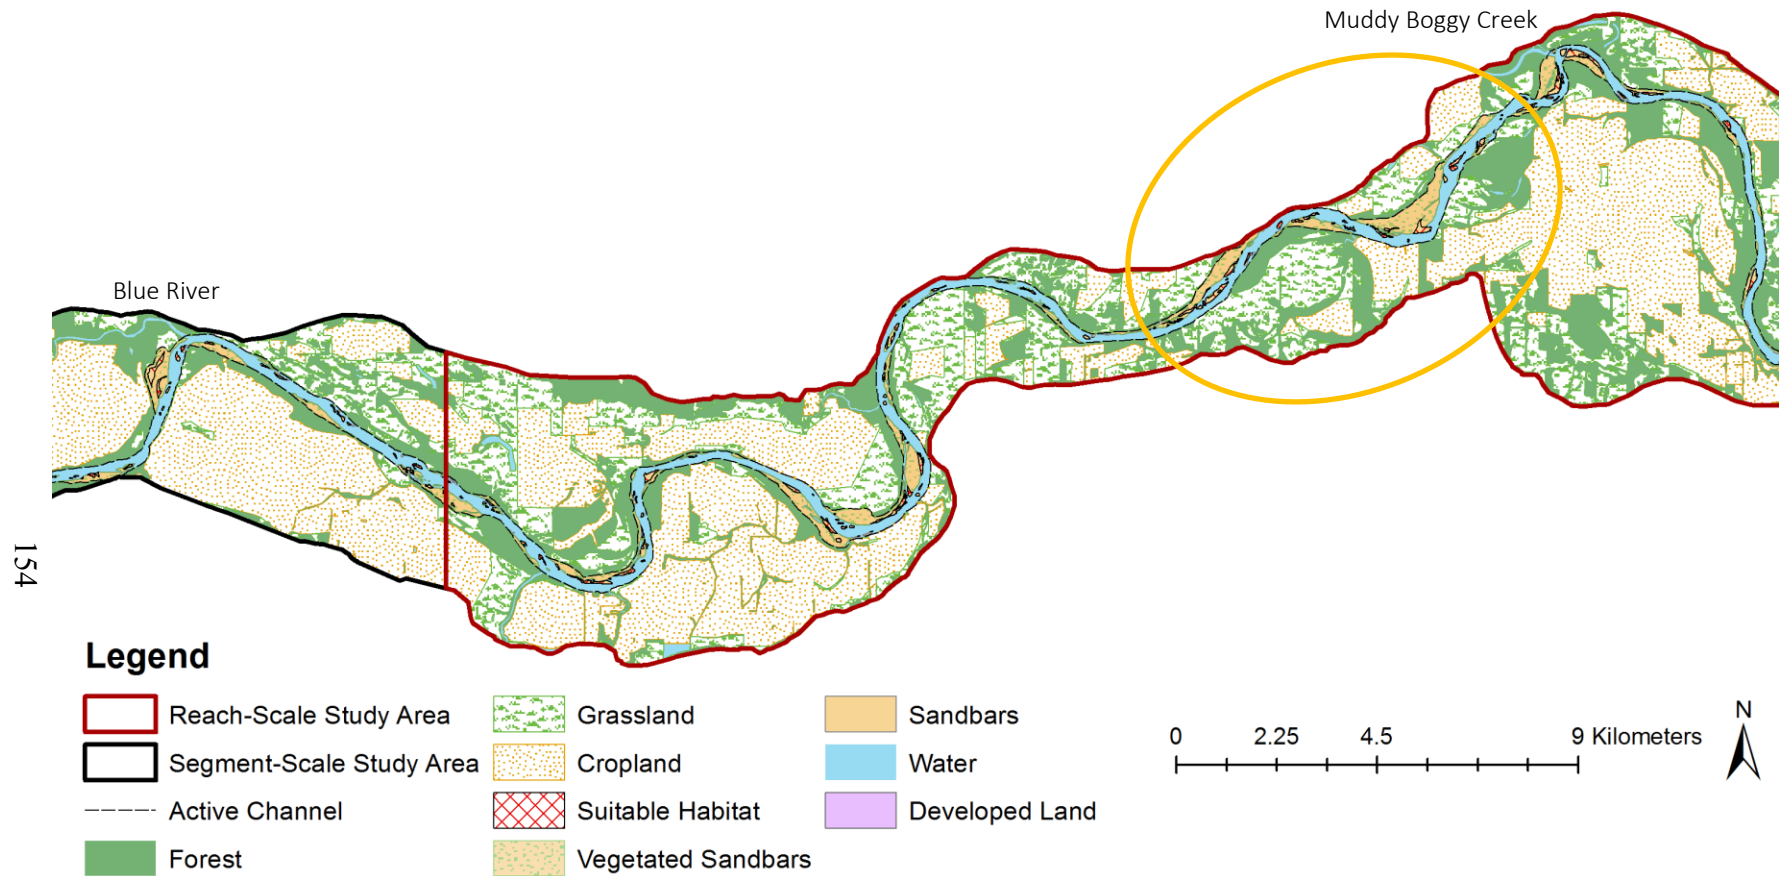 Muddy Boggy Creek
Blue River
154
Legend
Reach-Scale Study Area
Segment-Scale Study Area
Active Channel
Forest
Grassland
Cropland
Suitable Habitat
Vegetated Sandbars
Sandbars
Water
Developed Land
0 2.25 4.5 9 Kilometers
N